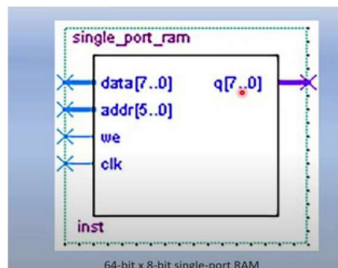 single_port_ram
data[7..0] q[7..0]
addr[5..0]
we
clk
inst
64-bit x 8-bit single-port RAM